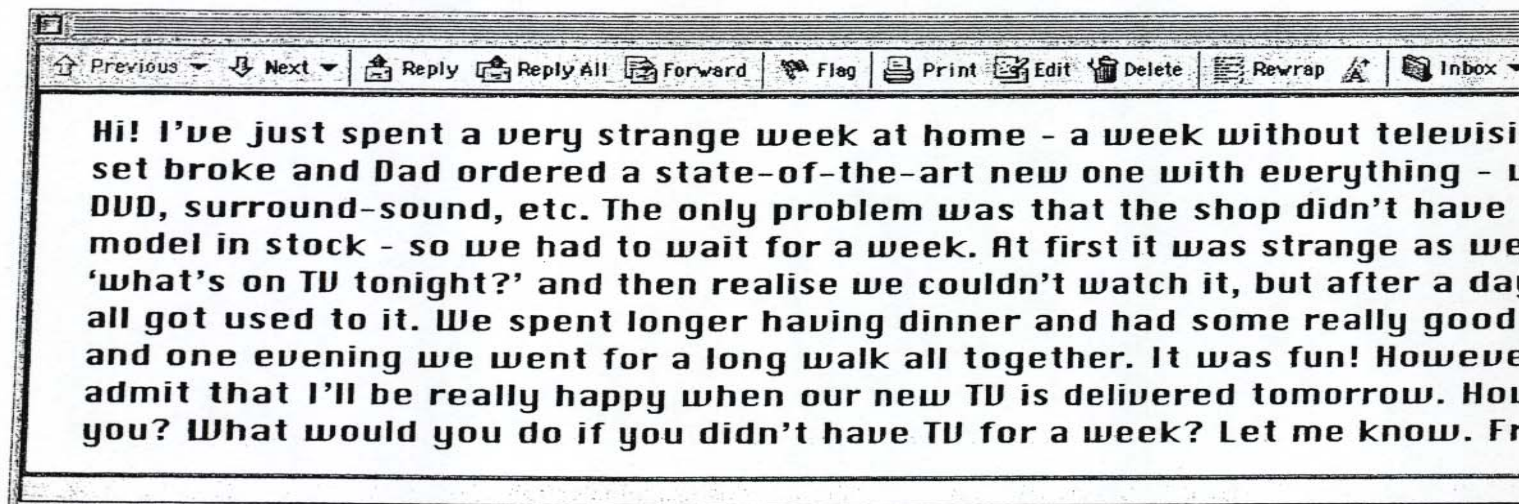 Previous Next Reply Reply All Forward Flag Print Edit Delete Rewrap Inbox
Hi! I've just spent a very strange week at home - a week without televisi
set broke and Dad ordered a state-of-the-art new one with everything -
DVD, surround-sound, etc. The only problem was that the shop didn't have
model in stock - so we had to wait for a week. At first it was strange as we
'what's on TV tonight?' and then realise we couldn't watch it, but after a day
all got used to it. We spent longer having dinner and had some really good
and one evening we went for a long walk all together. It was fun! Howeve
admit that I'll be really happy when our new TV is delivered tomorrow. How
you? What would you do if you didn't have TV for a week? Let me know. Fr